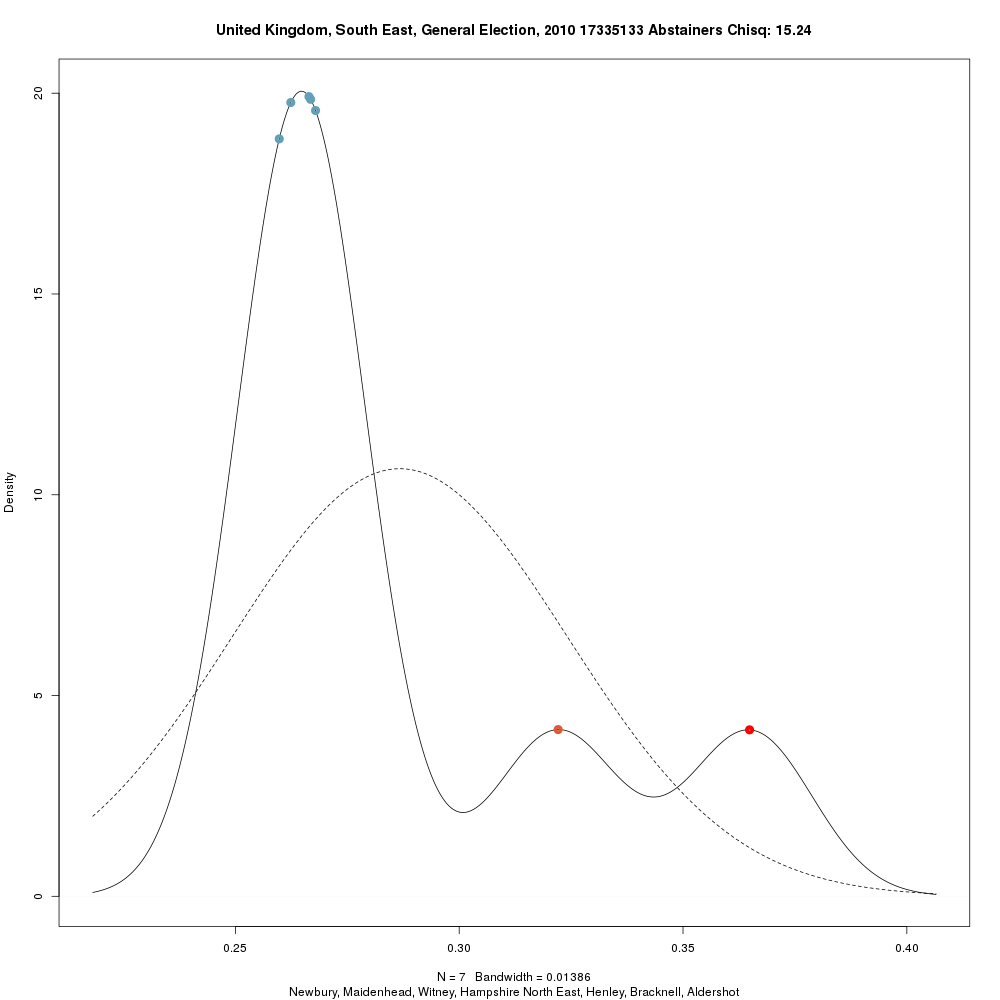 United Kingdom, South East, General Election, 2010 17335133 Abstainers Chisq: 15.24
Density
20
15
10
5
0
0.25 0.30 0.35 0.40
N = 7 Bandwidth = 0.01386
Newbury, Maidenhead, Witney, Hampshire North East, Henley, Bracknell, Aldershot